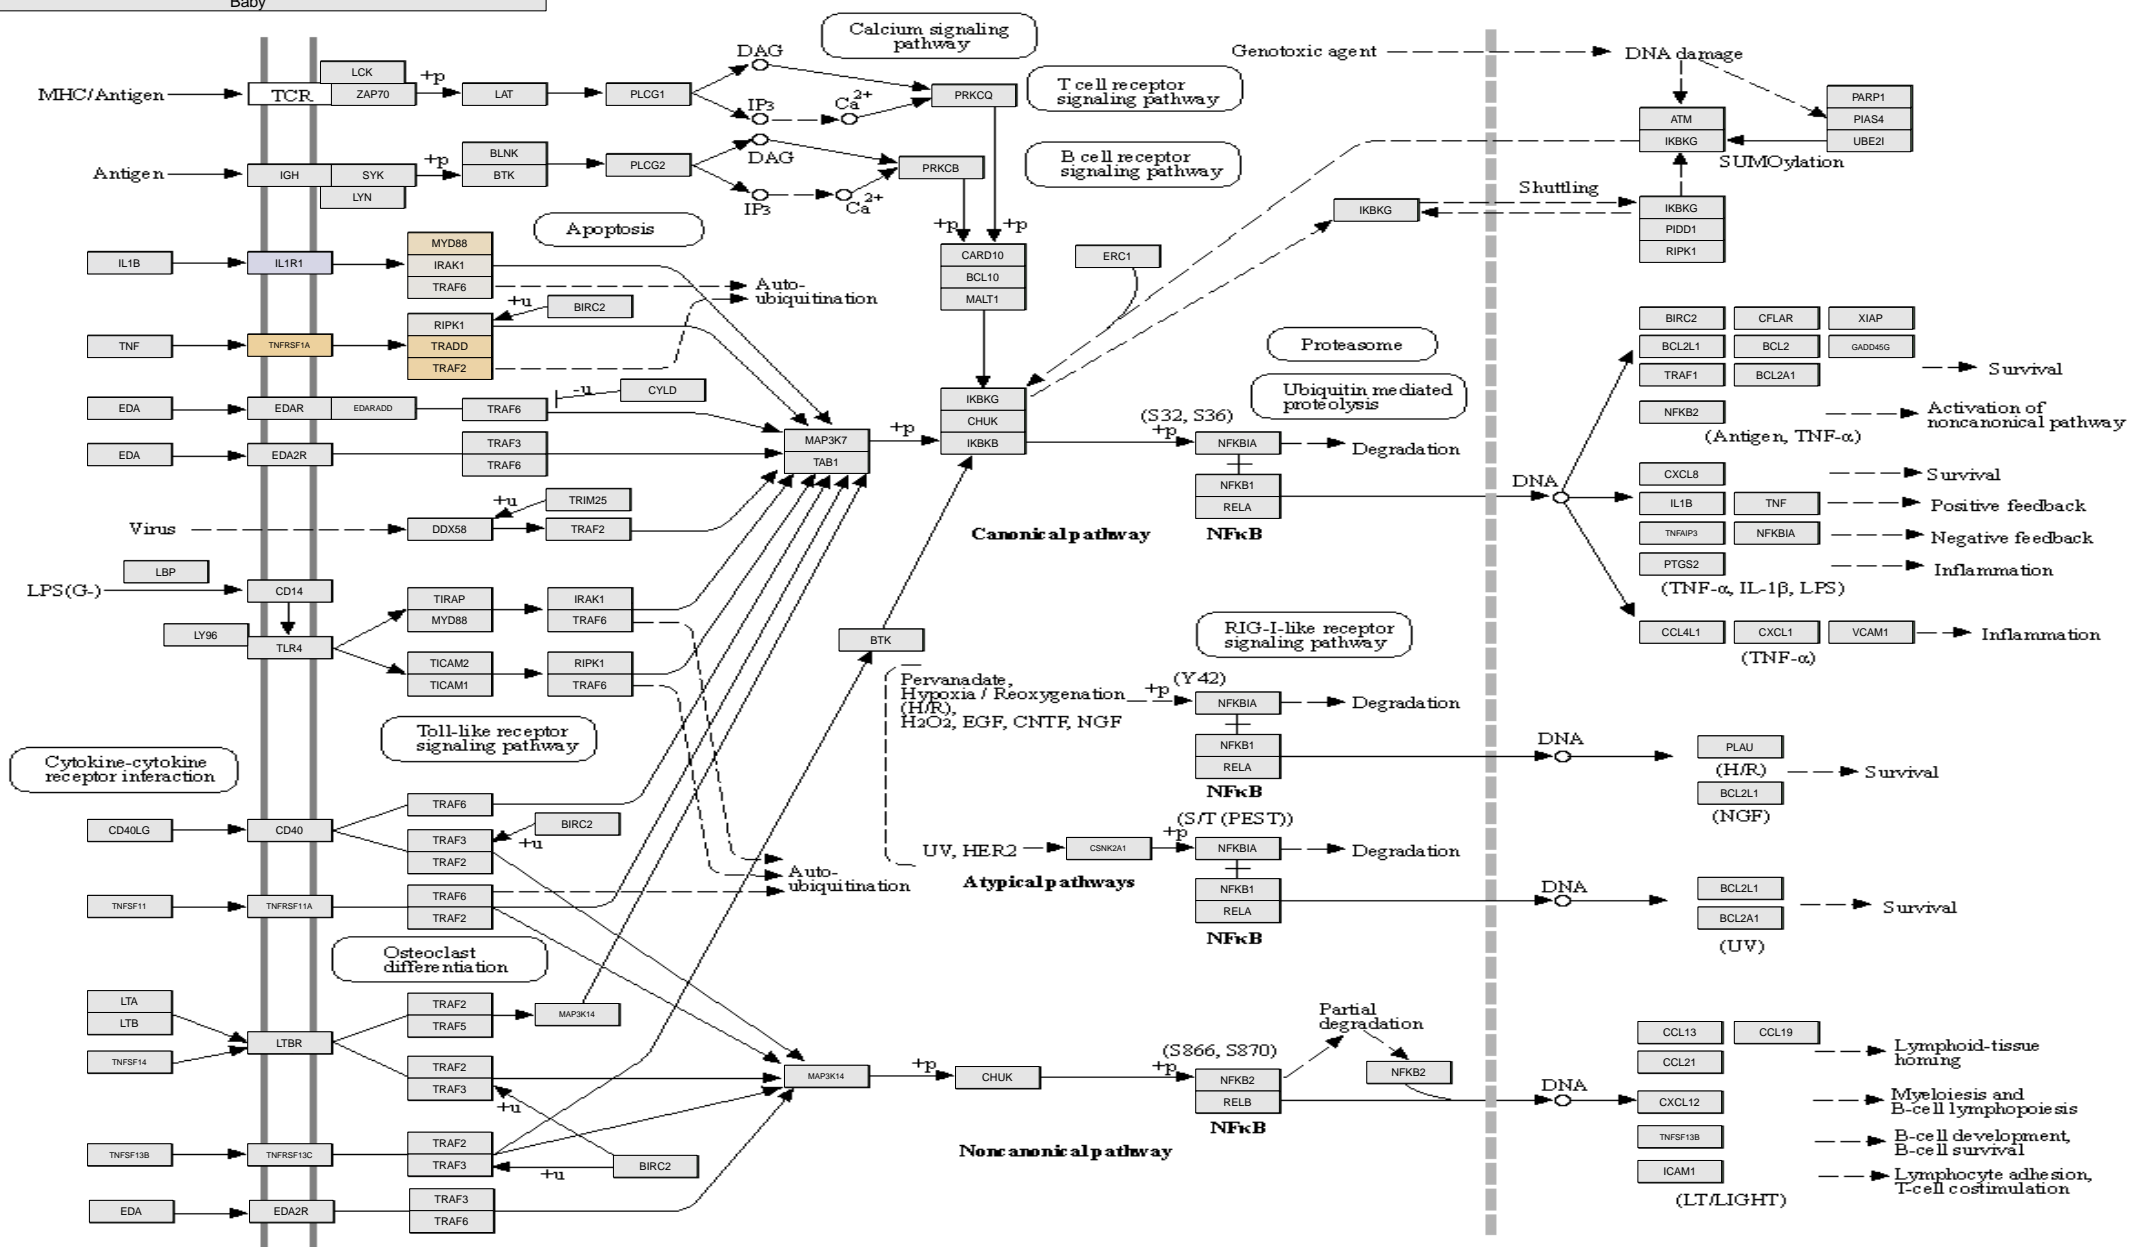 Baby
Calcium signaling
pathway
DAG
Genotoxic agent
DNA damage
LCK
+p
MHC/Antigen
TCR
ZAP70
LAT
PLCG1
PRKCQ
T cell receptor
signaling pathway
IP3
Ca2+
PARP1
PIAS4
UBE2I
ATM
IKBKG
SUMOylation
BLNK
+p
Antigen
IGH
SYK
BTK
LYN
PLCG2
DAG
PRKCB
IP3
Ca2+
B cell receptor
signaling pathway
Shuttling
IKBKG
IKBKG
PIDD1
RIPK1
Apoptosis
+p
+p
MYD88
IL1B
IL1R1
IRAK1
TRAF6
Auto-
ubiquitination
CARD10
BCL10
MALT1
ERC1
+u
BIRC2
RIPK1
TNF
TNFRSF1A
TRADD
TRAF2
Proteasome
BIRC2
CFLAR
XIAP
BCL2L1
BCL2
GADD45G
TRAF1
BCL2A1
Survival
-u
CYLD
EDA
EDAR
EDARADD
TRAF6
Ubiquitin mediated
proteolysis
IKBKG
CHUK
IKBKB
NFKB2
Activation of
noncanonical pathway
(Antigen, TNF-α)
EDA
EDA2R
TRAF3
TRAF6
MAP3K7
TAB1
+p
(S32, S36)
+p
NFKBIA
Degradation
NFKB1
RELA
NFκB
Canonical pathway
DNA
CXCL8
Survival
IL1B
TNF
Positive feedback
TNFAIP3
NFKBIA
Negative feedback
PTGS2
Inflammation
(TNF-α, IL-1β, LPS)
+u
TRIM25
Virus
DDX58
TRAF2
LBP
LPS(G-)
CD14
TIRAP
MYD88
IRAK1
TRAF6
LY96
TLR4
TICAM2
TICAM1
RIPK1
TRAF6
BTK
RIG-I-like receptor
signaling pathway
CCL4L1
CXCL1
VCAM1
Inflammation
(TNF-α)
Pervanadate,
Hypoxia / Reoxygenation
(H/R),
H2O2, EGF, CNTF, NGF
+p
(Y42)
NFKBIA
Degradation
NFKB1
RELA
NFκB
DNA
PLAU
(H/R)
Survival
BCL2L1
(NGF)
Toll-like receptor
signaling pathway
Cytokine-cytokine
receptor interaction
TRAF6
CD40LG
CD40
TRAF3
TRAF2
BIRC2
+u
(S/T (PEST))
UV, HER2
CSNK2A1
+p
NFKBIA
Degradation
Auto-
ubiquitination
Atypical pathways
NFKB1
RELA
NFκB
DNA
BCL2L1
BCL2A1
Survival
(UV)
TNFSF11
TNFRSF11A
TRAF6
TRAF2
Osteoclast
differentiation
LTA
LTB
TNFSF14
LTBR
TRAF2
TRAF5
MAP3K14
TRAF2
TRAF3
+u
MAP3K14
+p
CHUK
(S866, S870)
+p
NFKB2
RELB
NFκB
Partial
degradation
NFKB2
DNA
CCL13
CCL19
CCL21
Lymphoid-tissue
homing
CXCL12
Myeloiesis and
B-cell lymphopoiesis
TNFSF13B
B-cell development,
B-cell survival
ICAM1
Lymphocyte adhesion,
T-cell costimulation
(LT/LIGHT)
TNFSF13B
TNFRSF13C
TRAF2
TRAF3
+u
BIRC2
Noncanonical pathway
EDA
EDA2R
TRAF3
TRAF6